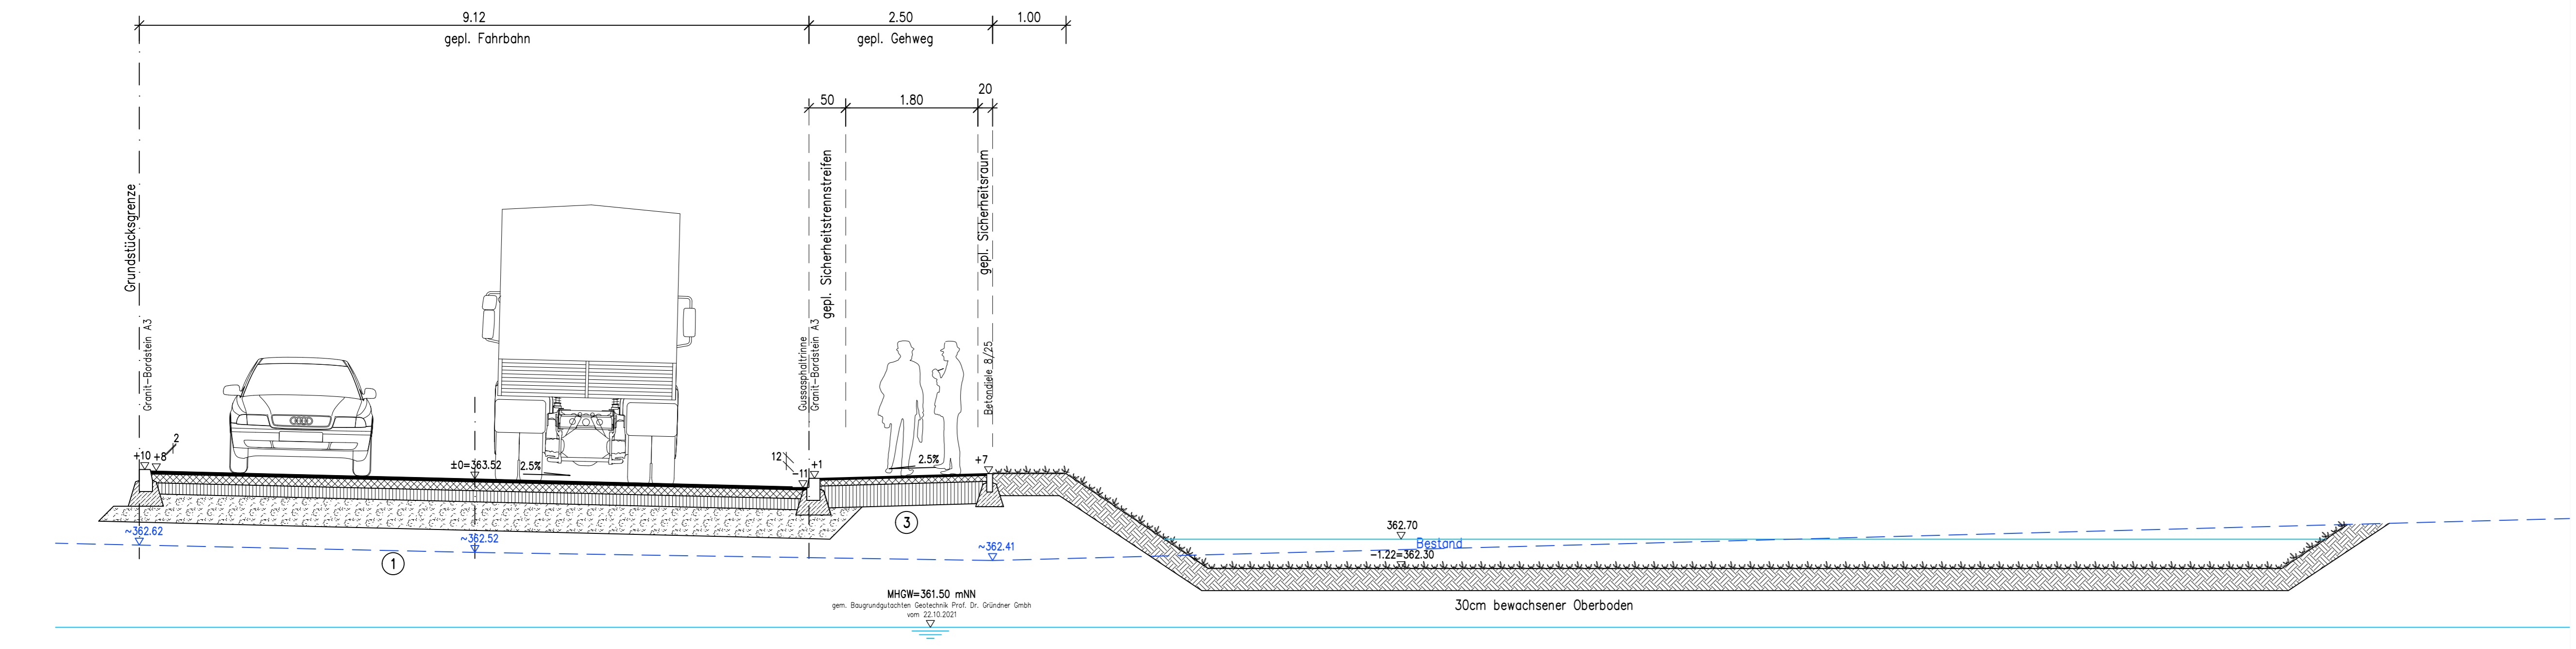 9.12
2.50
1.00
gepl. Fahrbahn
gepl. Gehweg
20
50
1.80
Grundstücksgrenze
gepl. Sicherheitstrennstreifen
gepl. Sicherheitsraum
Granit-Bordstein A3
Gussasphaltrinne
Granit-Bordstein A3
Betondiele 8/25
2
+10
+8
±0=363.52
2.5%
12
-11
+1
2.5%
+7
~362.62
~362.52
~362.41
1
3
362.70
Bestand
-1.22=362.30
MHGW=361.50 mNN
gem. Baugrundgutachten Geotechnik Prof. Dr. Gründner Gmbh
vom 22.10.2021
30cm bewachsener Oberboden